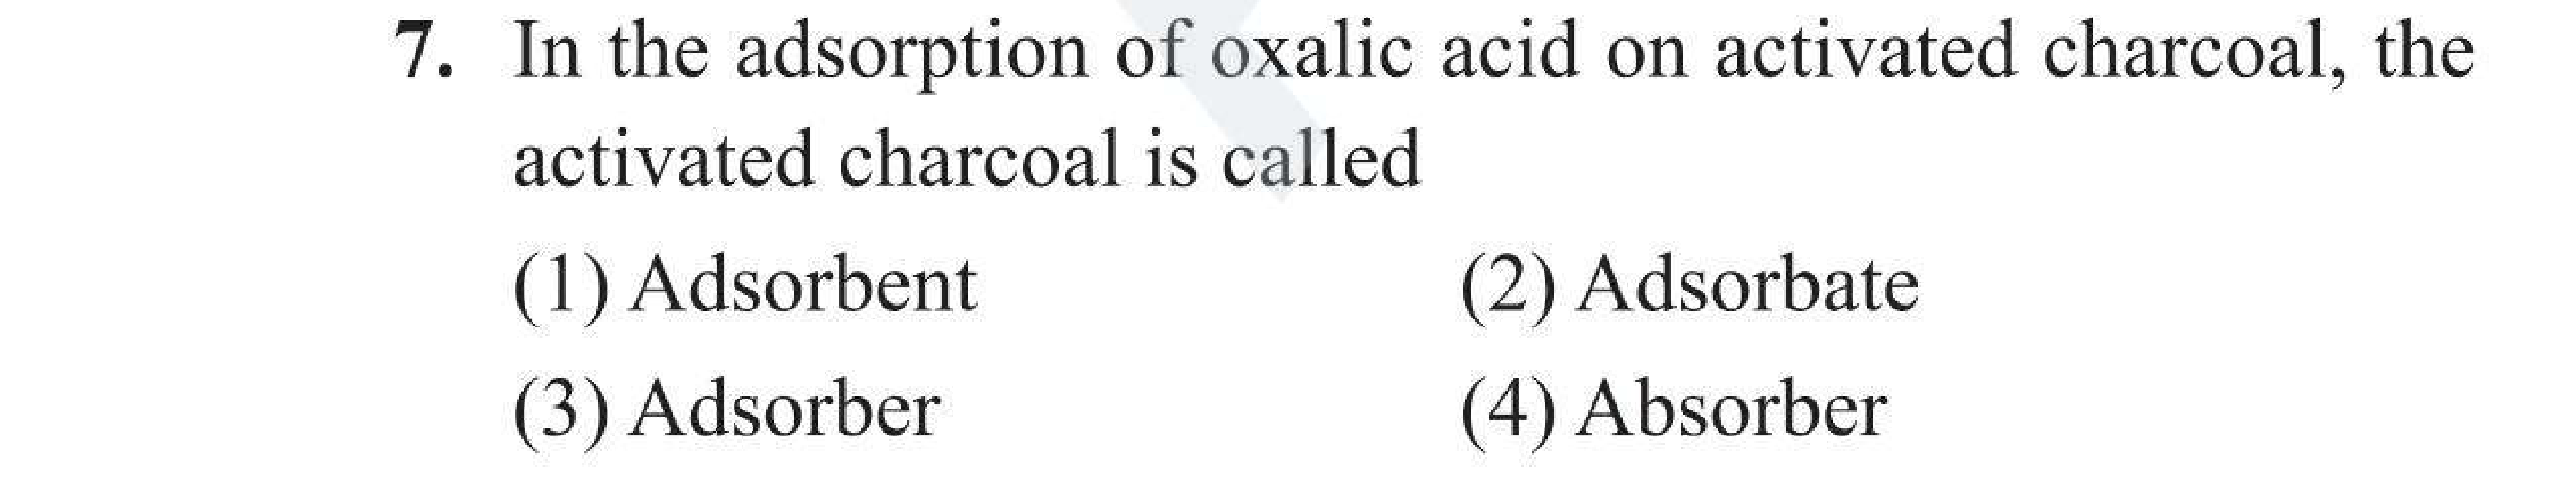 7. In the adsorption of oxalic acid on activated charcoal, the
activated charcoal is called
(1) Adsorbent (2) Adsorbate
(3) Adsorber (4) Absorber